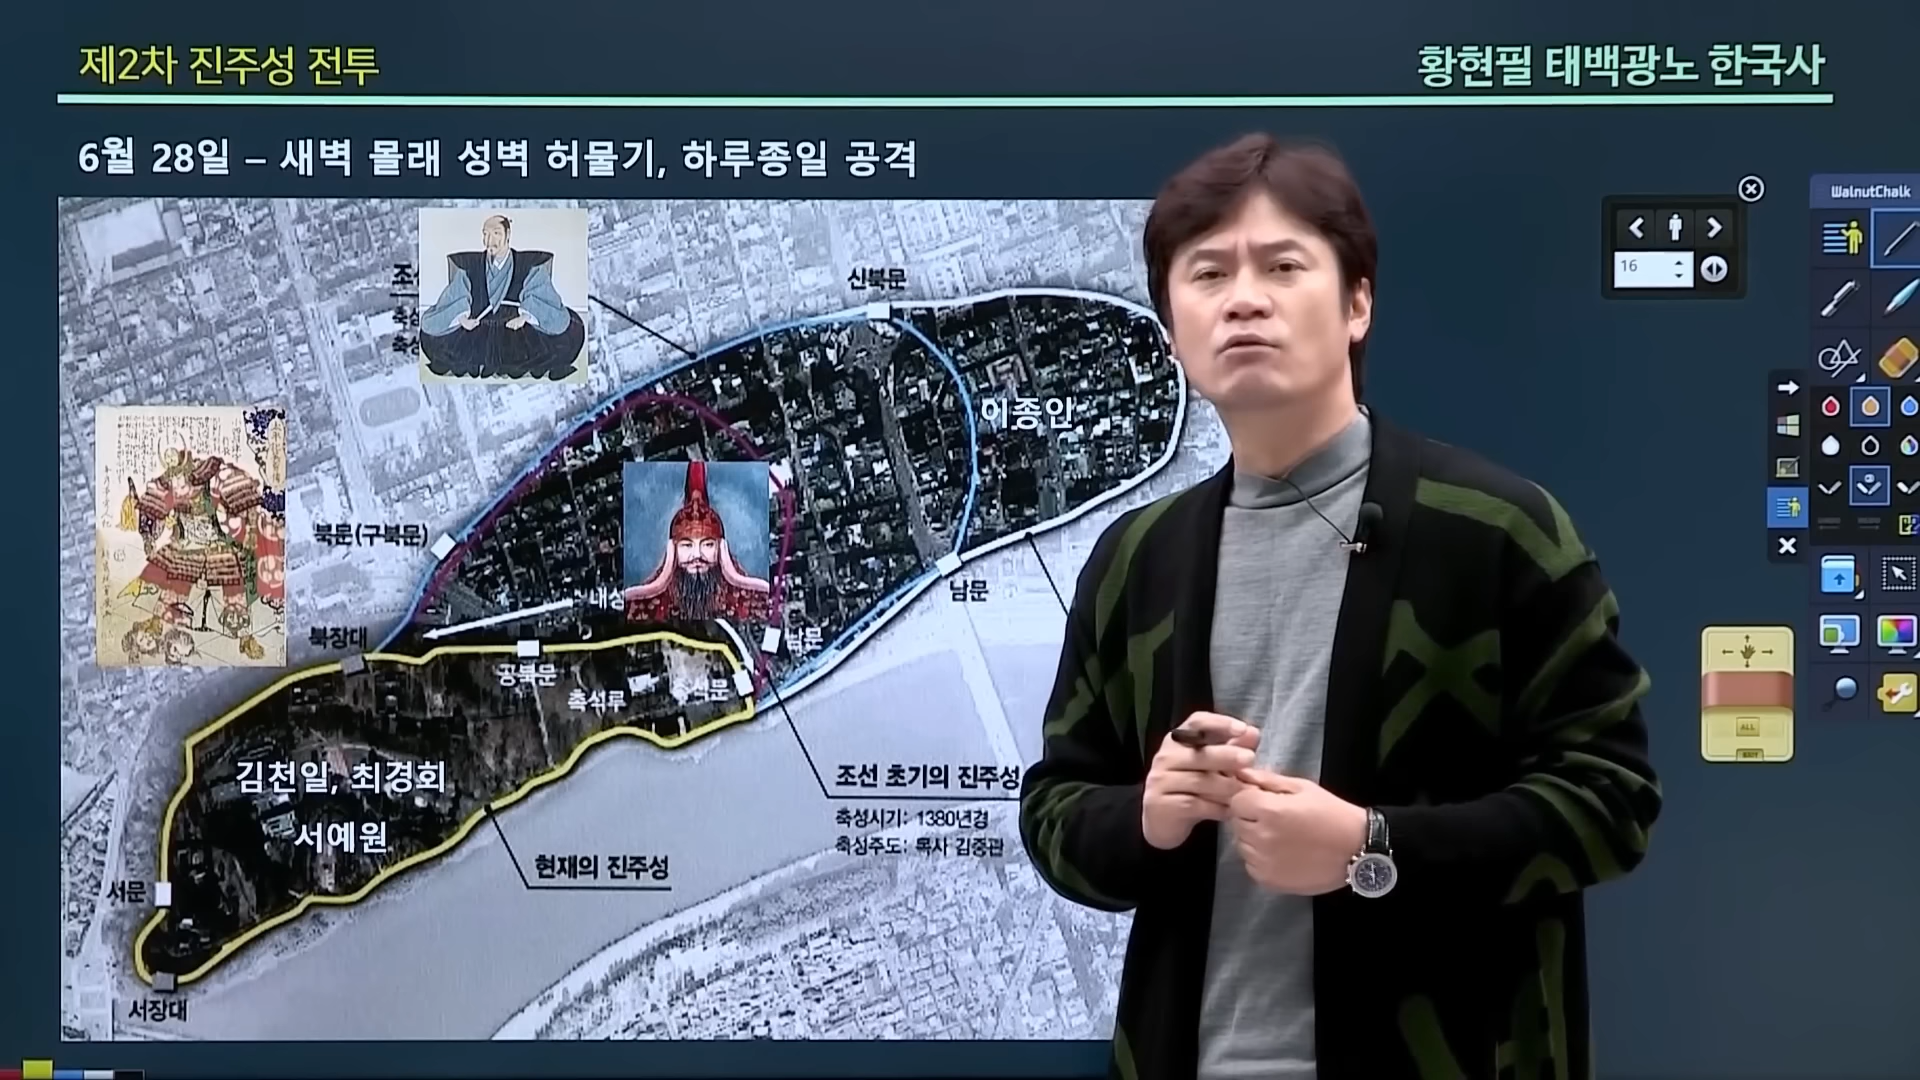 제2차 진주성 전투
황현필 태백광노 한국사
6월 28일 – 새벽 몰래 성벽 허물기, 하루종일 공격
WalnutChalk
16
신북문
이종인
북문(구북문)
내성
남문
북장대
남문
공북문
촉석루
촉석문
김천일, 최경회
서예원
조선 초기의 진주성
축성시기: 1380년경
축성주도: 목사 김중관
현재의 진주성
서문
서장대
ALL
EXIT